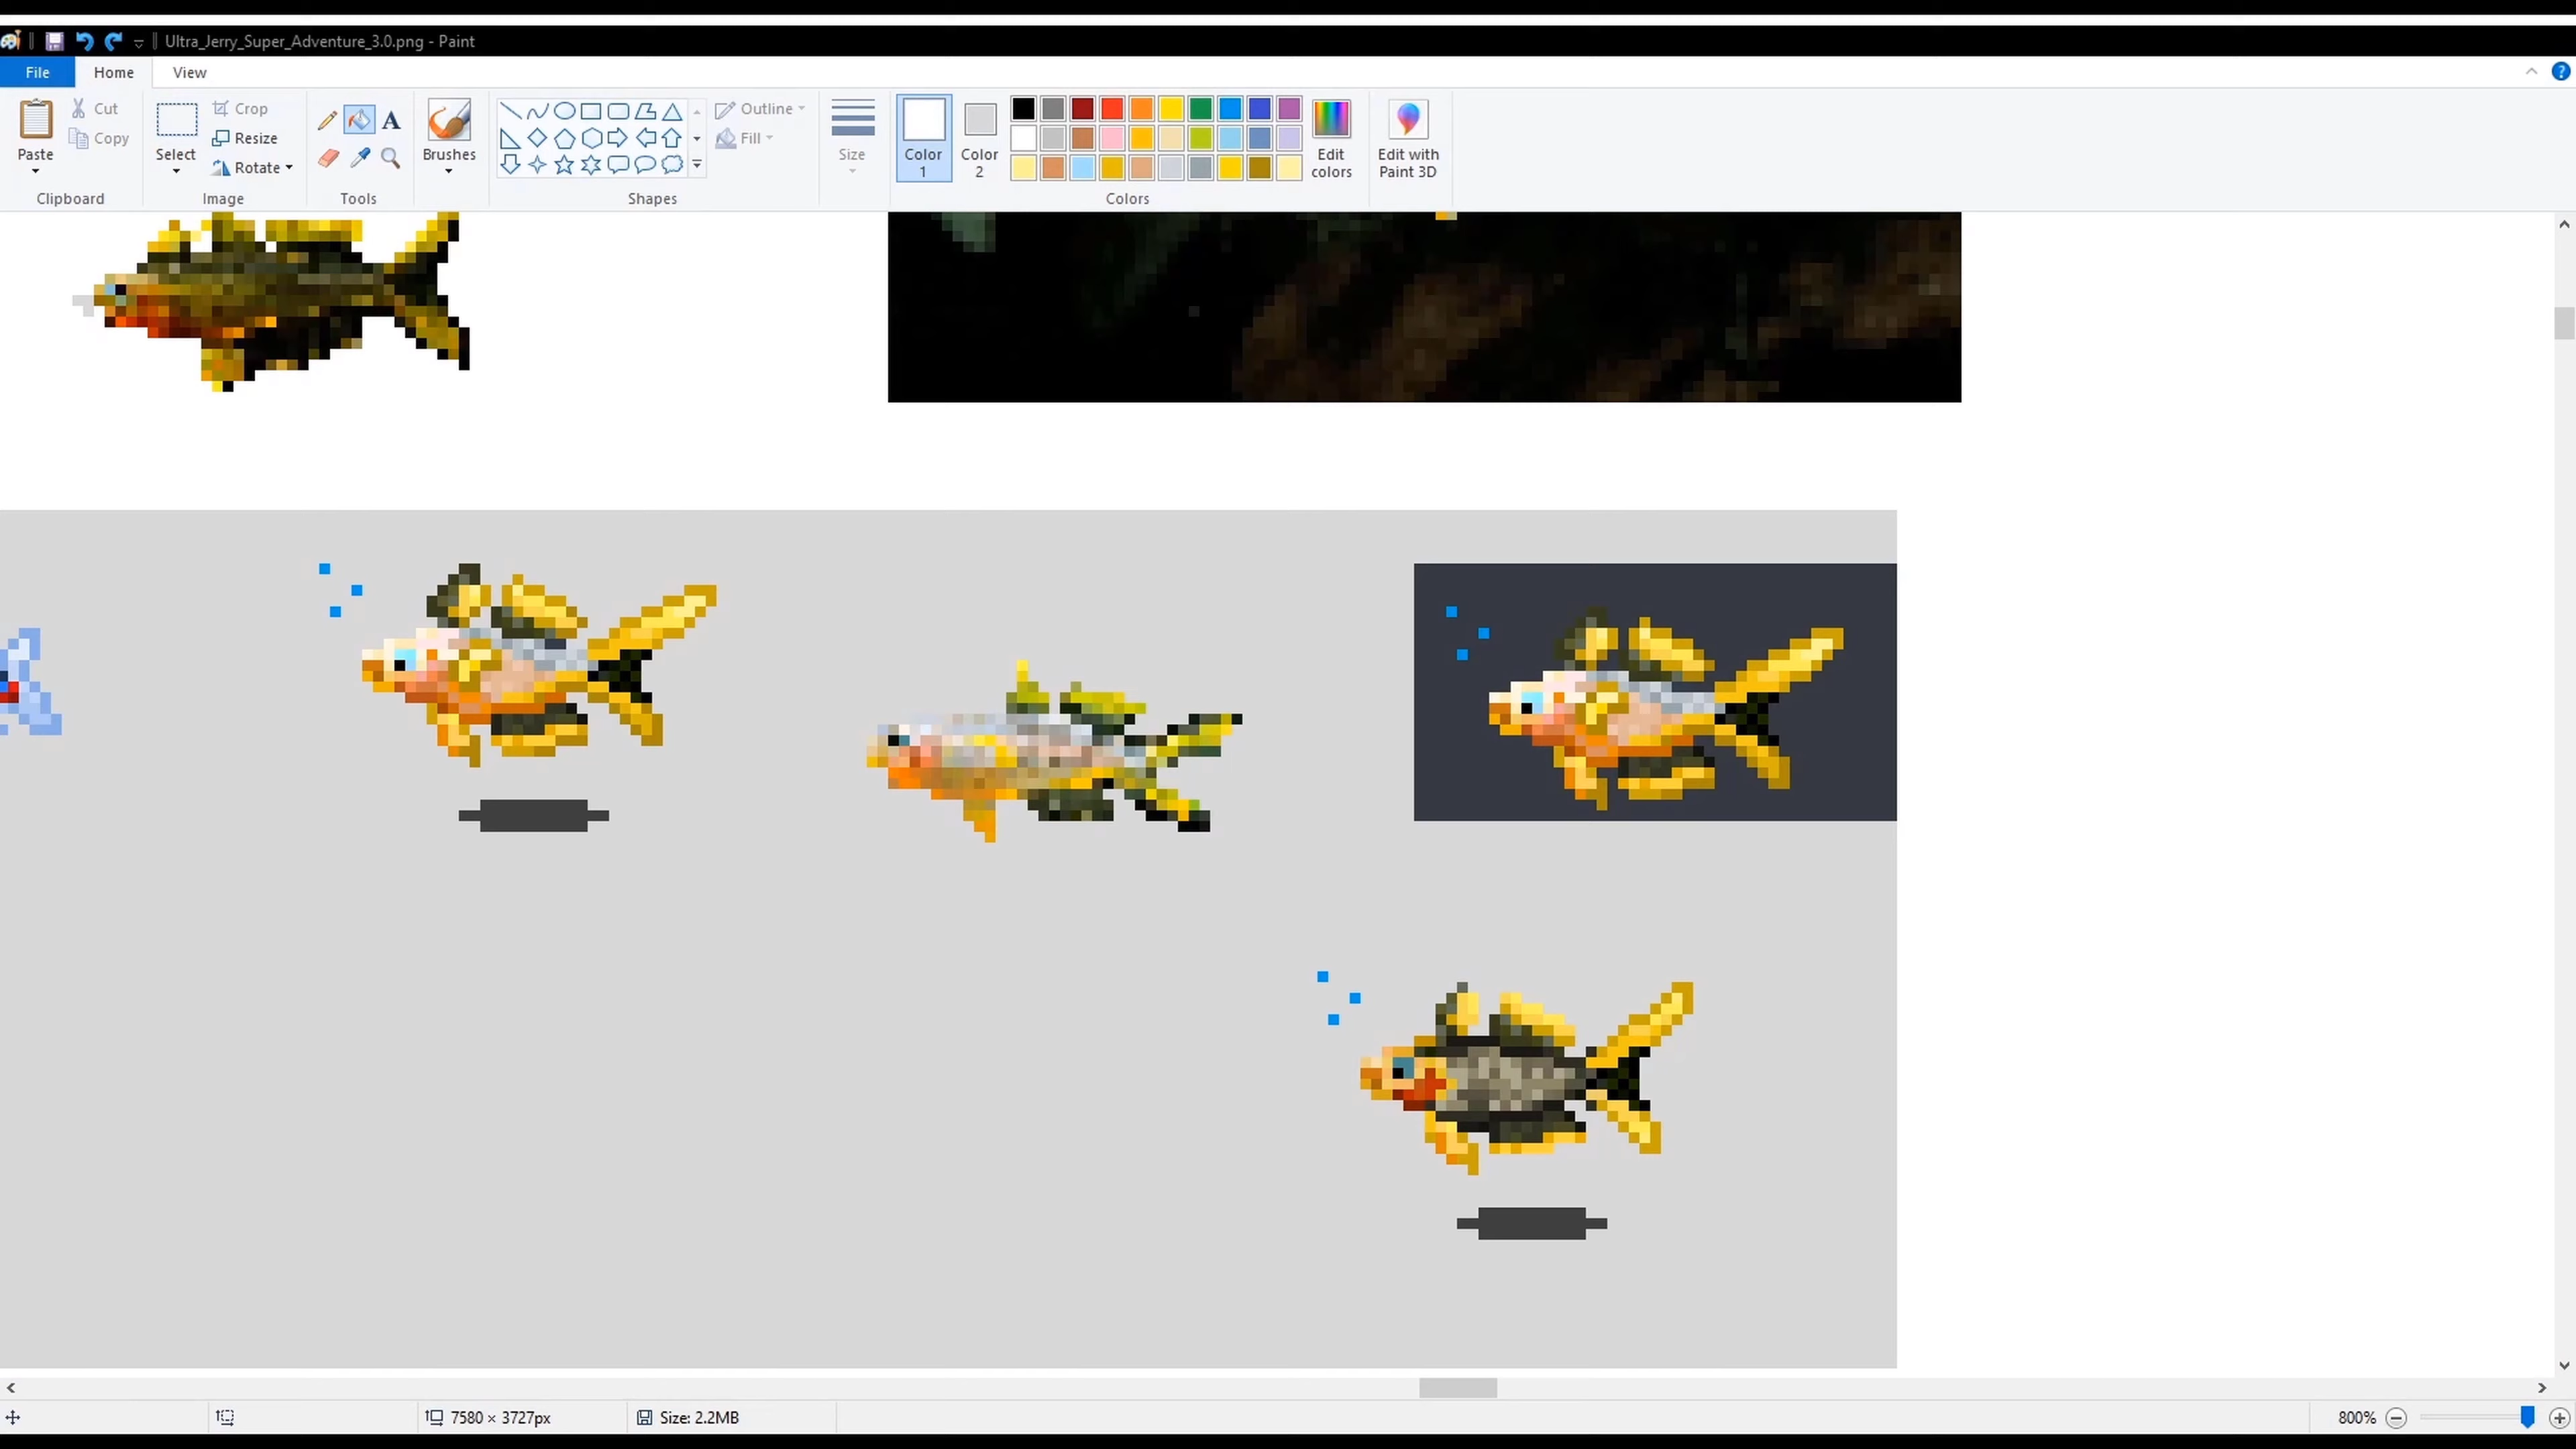 Ultra_Jerry_Super_Adventure_3.0.png - Paint
File Home View
Paste
Cut
Copy
Clipboard
Select
Crop
Resize
Rotate
Image
A
Tools
Brushes
Shapes
Outline
Fill
Size
Color 1
Color 2
Colors
Edit colors
Edit with Paint 3D
?
7580 × 3727px
Size: 2.2MB
800%